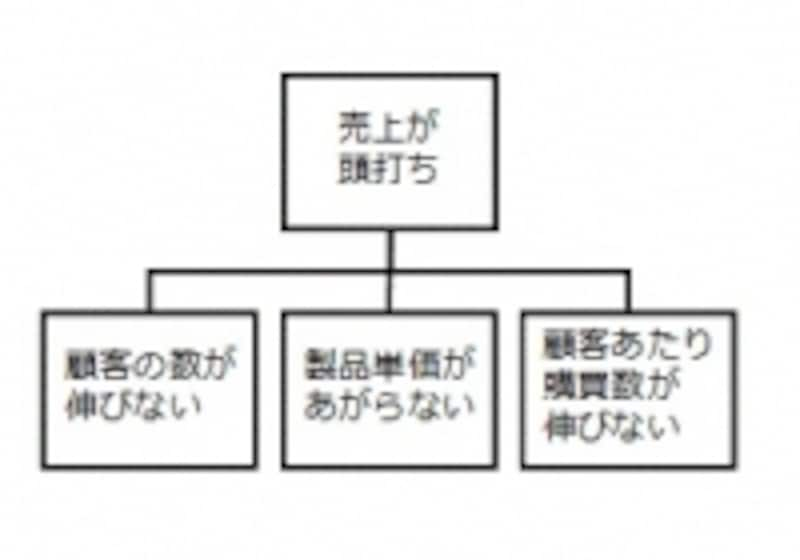 売上が
頭打ち
顧客の数が
伸びない
製品単価が
あがらない
顧客あたり
購買数が
伸びない